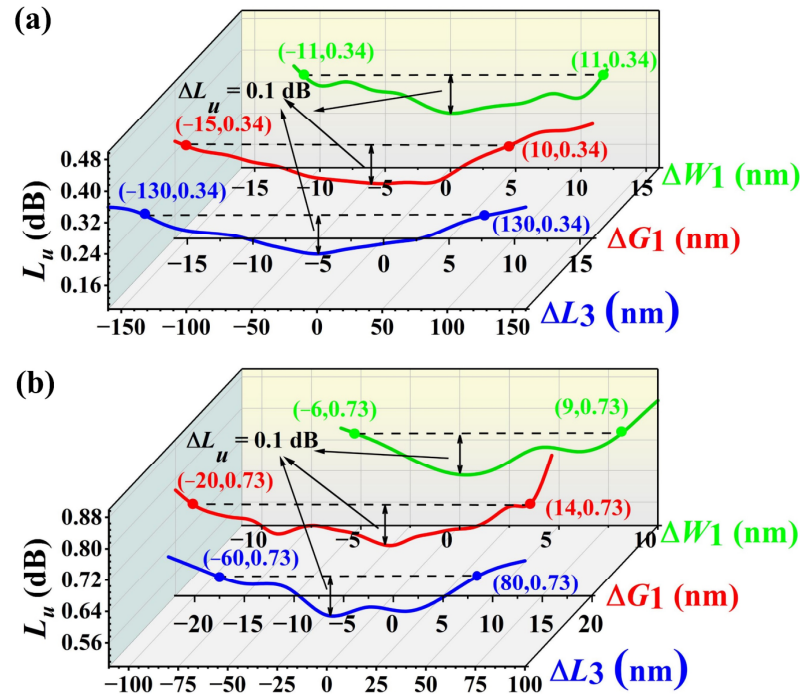 (a)
(−11,0.34)
(11,0.34)
ΔLu = 0.1 dB
(−15,0.34)
(10,0.34)
(−130,0.34)
(130,0.34)
0.48
0.40
0.32
0.24
0.16
Lu (dB)
−15 −10 −5 0 5 10 15
ΔW1 (nm)
−15 −10 −5 0 5 10 15
ΔG1 (nm)
−150 −100 −50 0 50 100 150
ΔL3 (nm)
(b)
(−6,0.73)
(9,0.73)
ΔLu = 0.1 dB
(−20,0.73)
(14,0.73)
(−60,0.73)
(80,0.73)
0.88
0.80
0.72
0.64
0.56
Lu (dB)
−10 −5 0 5 10
ΔW1 (nm)
−20 −15 −10 −5 0 5 10 15 20
ΔG1 (nm)
−100 −75 −50 −25 0 25 50 75 100
ΔL3 (nm)